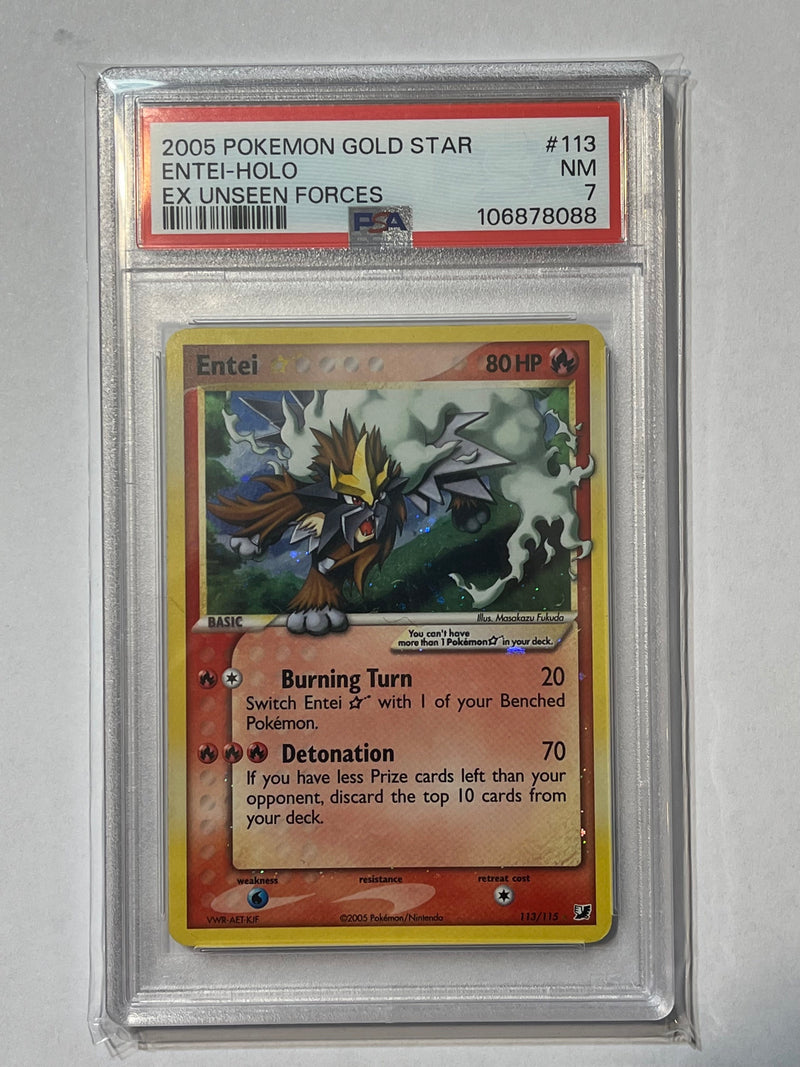 2005 POKEMON GOLD STAR #113
ENTEI-HOLO NM
EX UNSEEN FORCES 7
PSA 106878088
Entei ☆ 80 HP
BASIC
Illus. Masakazu Fukuda
You can't have
more than 1 Pokémon ☆ in your deck.
Burning Turn 20
Switch Entei ☆ with 1 of your Benched
Pokémon.
Detonation 70
If you have less Prize cards left than your
opponent, discard the top 10 cards from
your deck.
weakness resistance retreat cost
VWR-AET-KJF ©2005 Pokémon/Nintendo 113/115